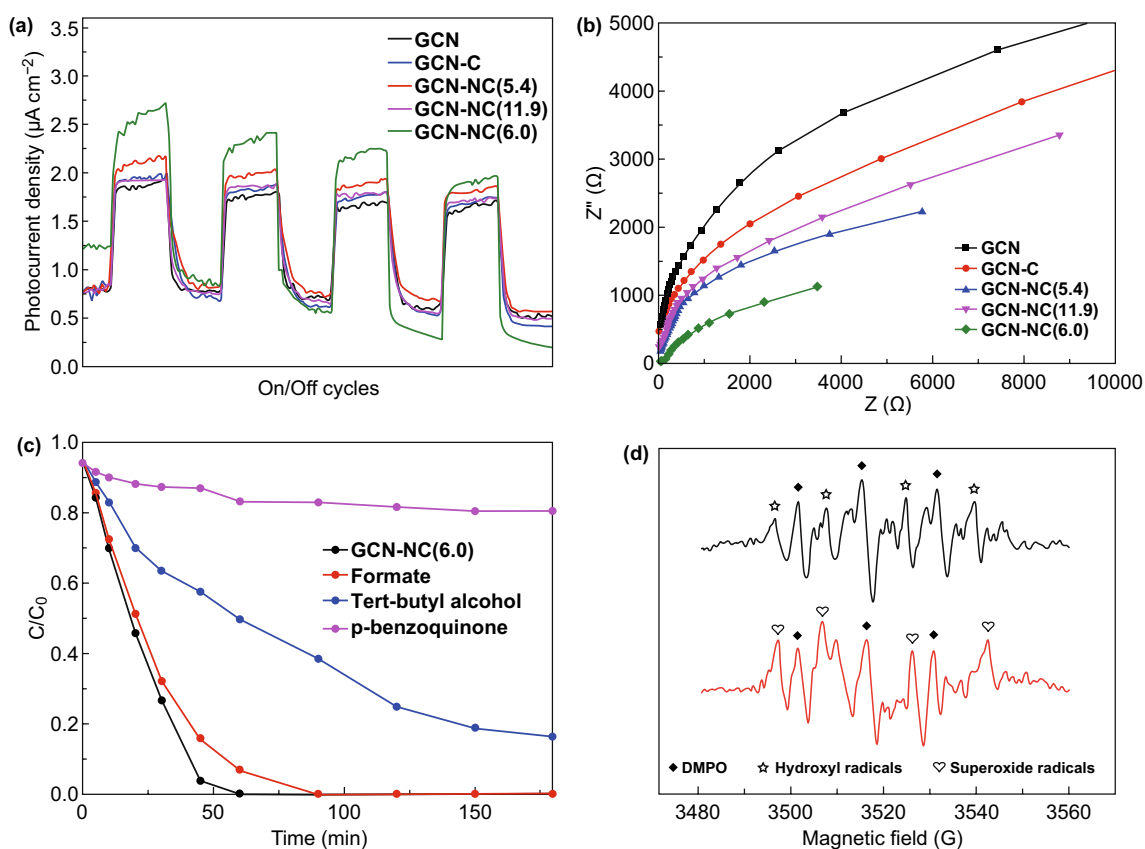 (a)
Photocurrent density (μA cm⁻²)
3.5
3.0
2.5
2.0
1.5
1.0
0.5
0.0
GCN
GCN-C
GCN-NC(5.4)
GCN-NC(11.9)
GCN-NC(6.0)
On/Off cycles
(b)
Z" (Ω)
5000
4000
3000
2000
1000
0
GCN
GCN-C
GCN-NC(5.4)
GCN-NC(11.9)
GCN-NC(6.0)
0 2000 4000 6000 8000 10000
Z (Ω)
(c)
C/C₀
1.0
0.8
0.6
0.4
0.2
0.0
GCN-NC(6.0)
Formate
Tert-butyl alcohol
p-benzoquinone
0 50 100 150
Time (min)
(d)
DMPO Hydroxyl radicals Superoxide radicals
3480 3500 3520 3540 3560
Magnetic field (G)